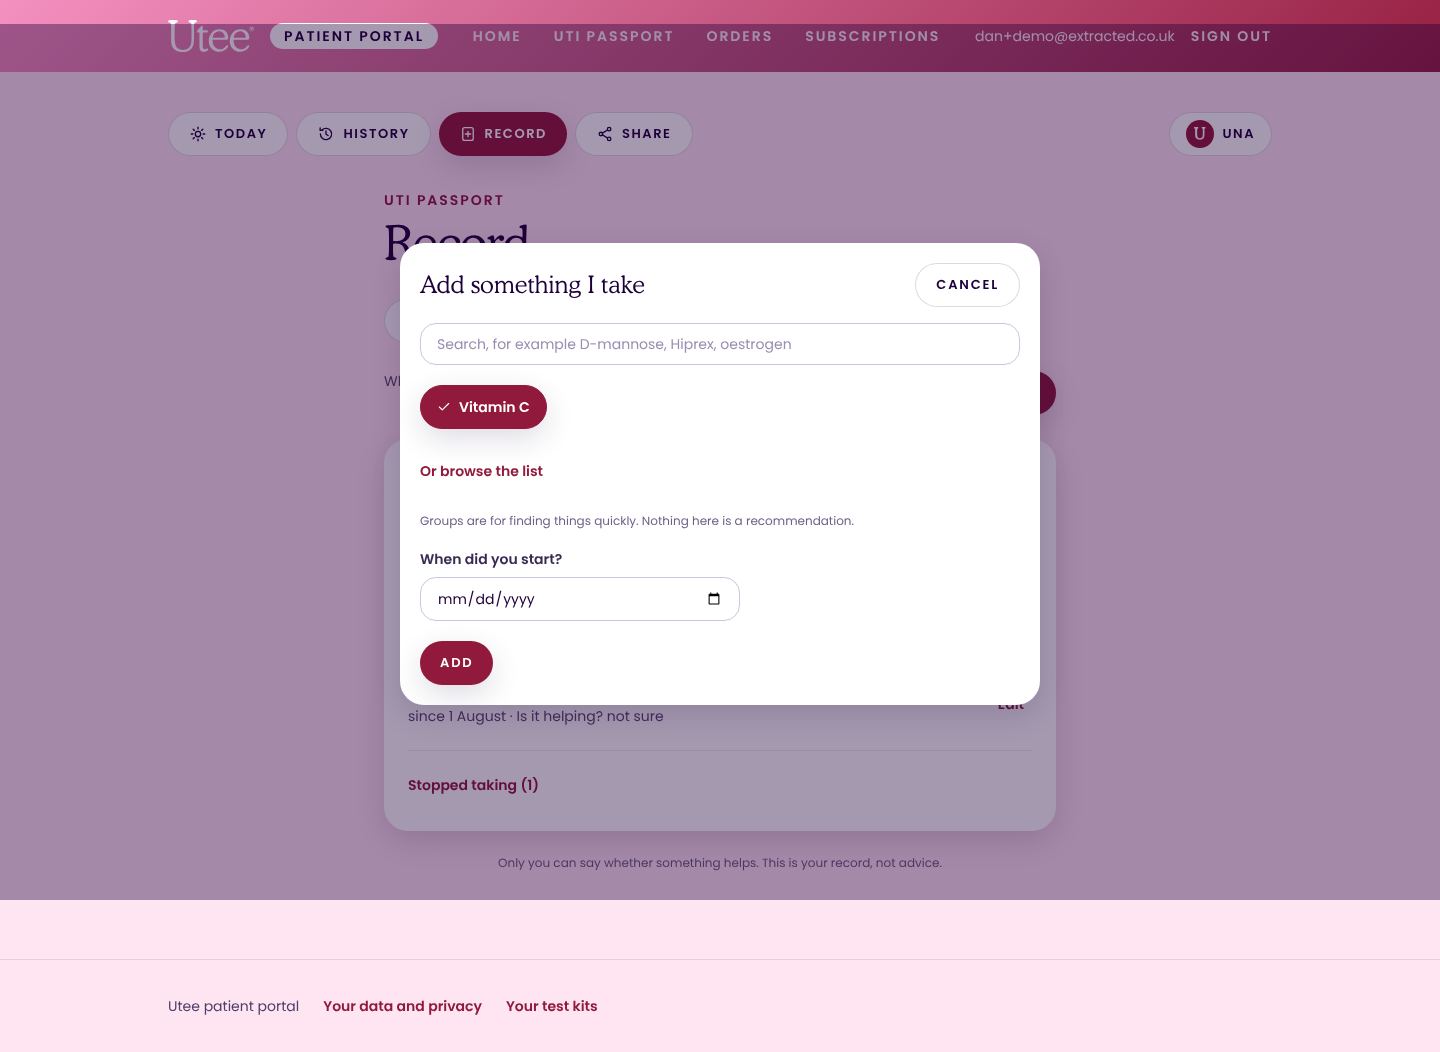 Utee® PATIENT PORTAL HOME UTI PASSPORT ORDERS SUBSCRIPTIONS dan+demo@extracted.co.uk SIGN OUT
TODAY HISTORY RECORD SHARE U UNA
UTI PASSPORT
Record
Add something I take CANCEL
Search, for example D-mannose, Hiprex, oestrogen
Vitamin C
Or browse the list
Groups are for finding things quickly. Nothing here is a recommendation.
When did you start?
mm/dd/yyyy
ADD
Edit
since 1 August · Is it helping? not sure
Stopped taking (1)
Only you can say whether something helps. This is your record, not advice.
Utee patient portal Your data and privacy Your test kits